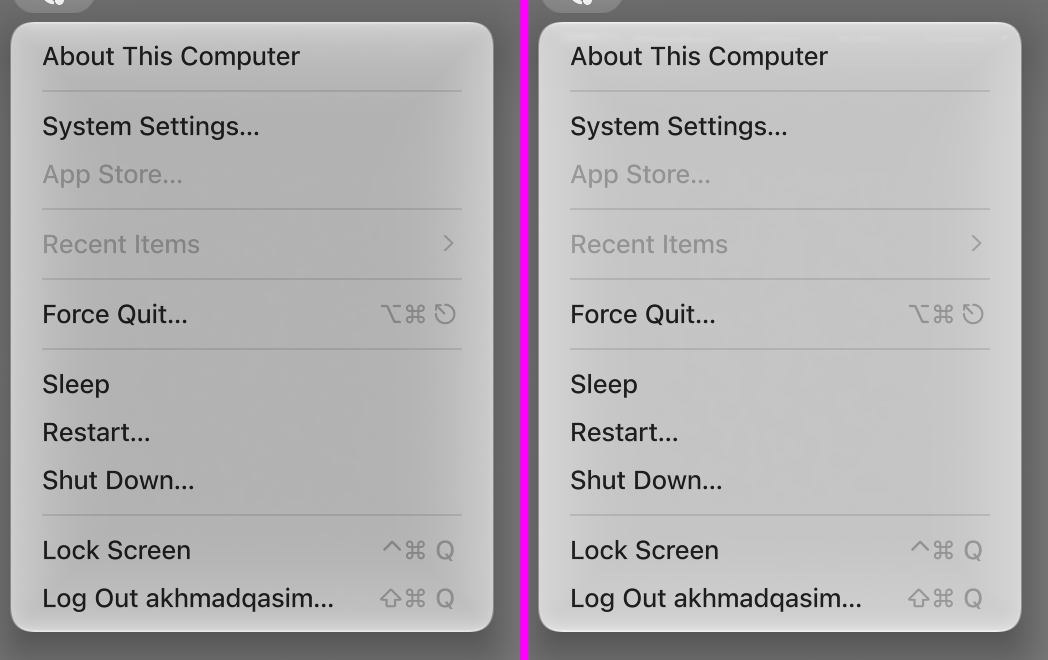 About This Computer
System Settings...
App Store...
Recent Items
Force Quit... ⌥⌘⎋
Sleep
Restart...
Shut Down...
Lock Screen ^⌘Q
Log Out akhmadqasim... ⇧⌘Q
About This Computer
System Settings...
App Store...
Recent Items
Force Quit... ⌥⌘⎋
Sleep
Restart...
Shut Down...
Lock Screen ^⌘Q
Log Out akhmadqasim... ⇧⌘Q